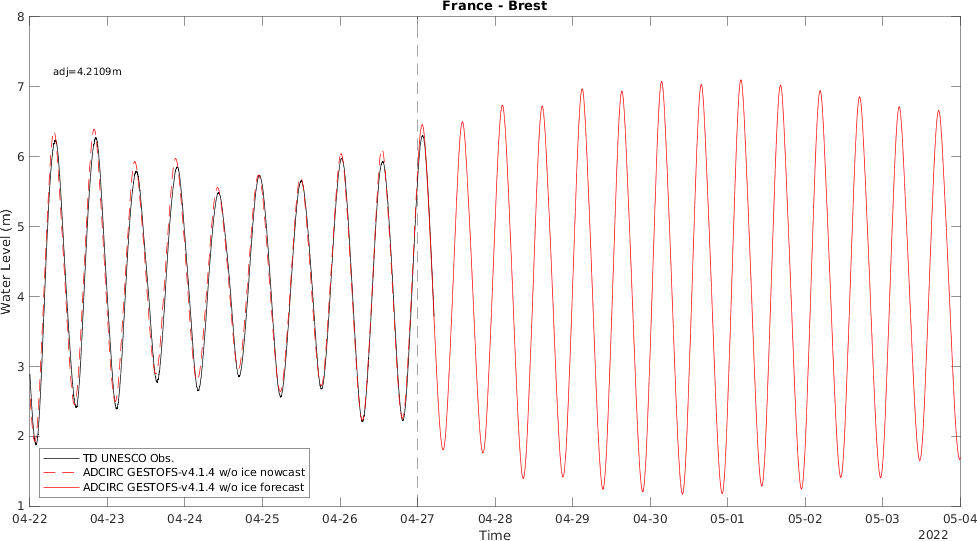 France - Brest
8
adj=4.2109m
7
6
5
4
3
2
1
Water Level (m)
TD UNESCO Obs.
ADCIRC GESTOFS-v4.1.4 w/o ice nowcast
ADCIRC GESTOFS-v4.1.4 w/o ice forecast
04-22 04-23 04-24 04-25 04-26 04-27 04-28 04-29 04-30 05-01 05-02 05-03 05-04
Time
2022